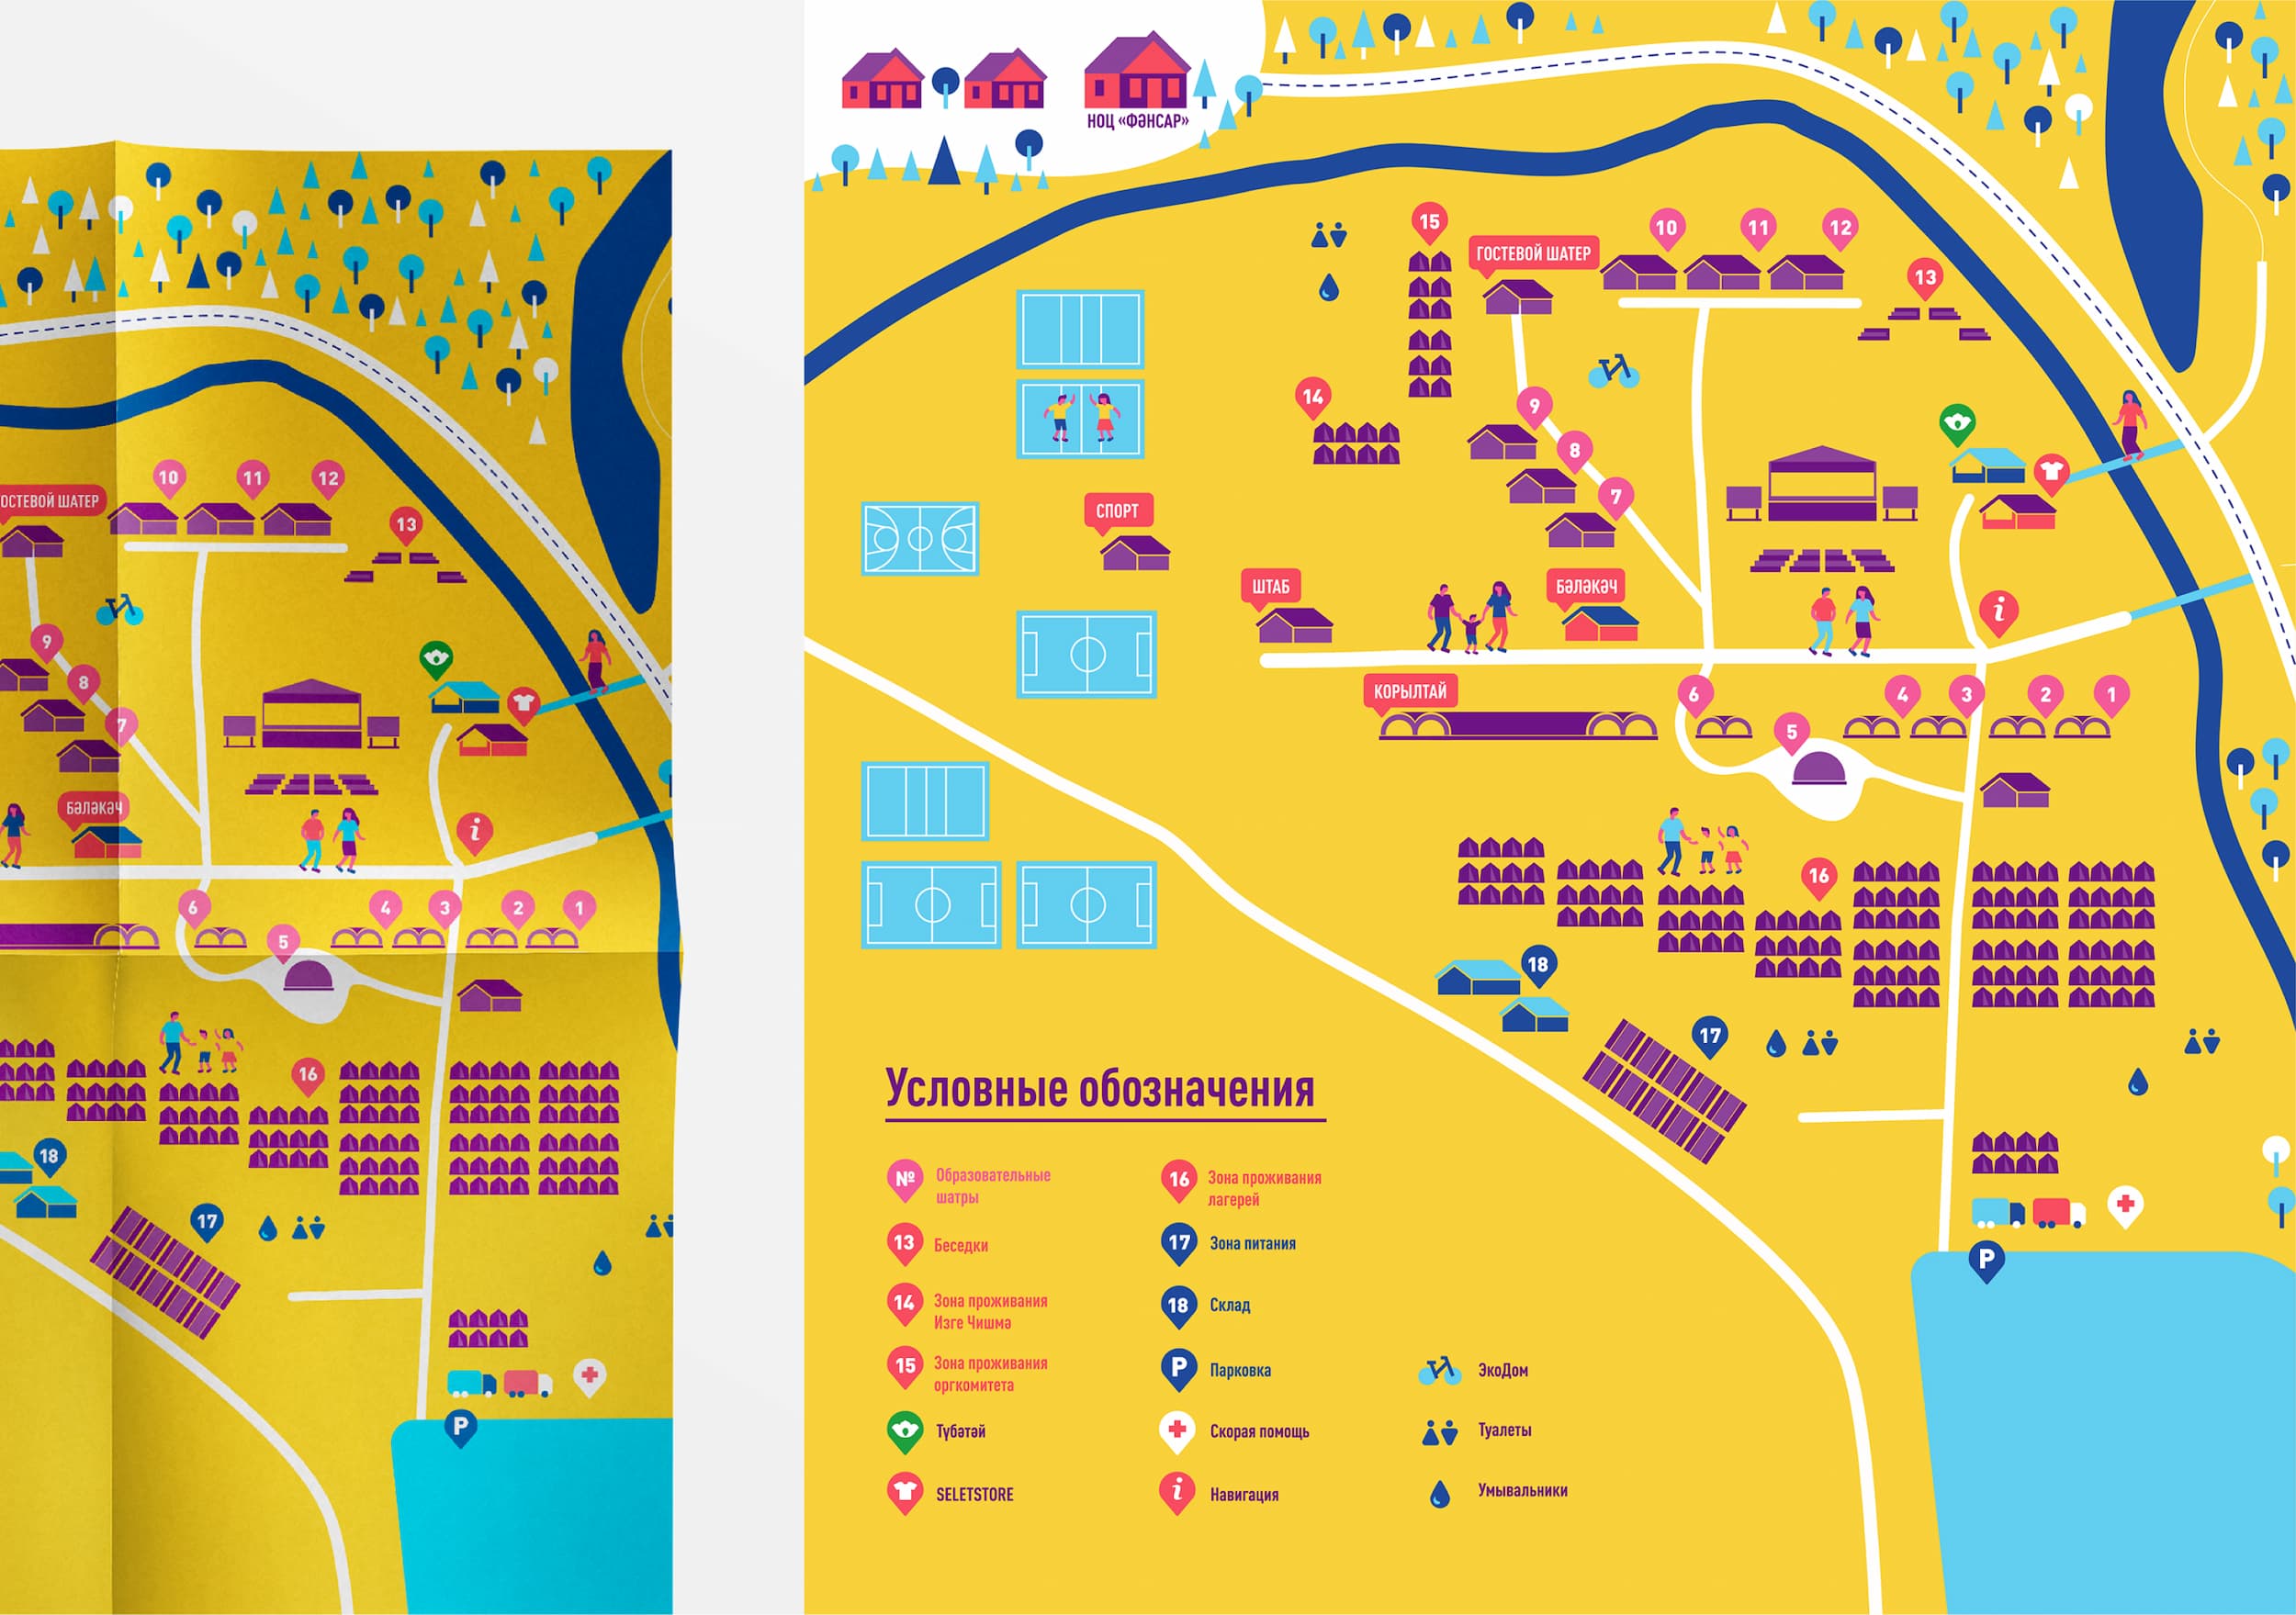 10
11
12
ОСТЕВОЙ ШАТЕР
13
9
8
7
БӘЛӘКӘЧ
i
6
4
3
2
1
5
16
18
17
P
НОЦ «ФӘНСАР»
15
ГОСТЕВОЙ ШАТЕР
10
11
12
13
14
9
8
7
СПОРТ
ШТАБ
БӘЛӘКӘЧ
i
КОРЫЛТАЙ
6
4
3
2
1
5
16
18
17
P
Условные обозначения
№ Образовательные
шатры
13 Беседки
14 Зона проживания
Изге Чишмә
15 Зона проживания
оргкомитета
Түбәтәй
SELETSTORE
16 Зона проживания
лагерей
17 Зона питания
18 Склад
P Парковка
Скорая помощь
i Навигация
ЭкоДом
Туалеты
Умывальники